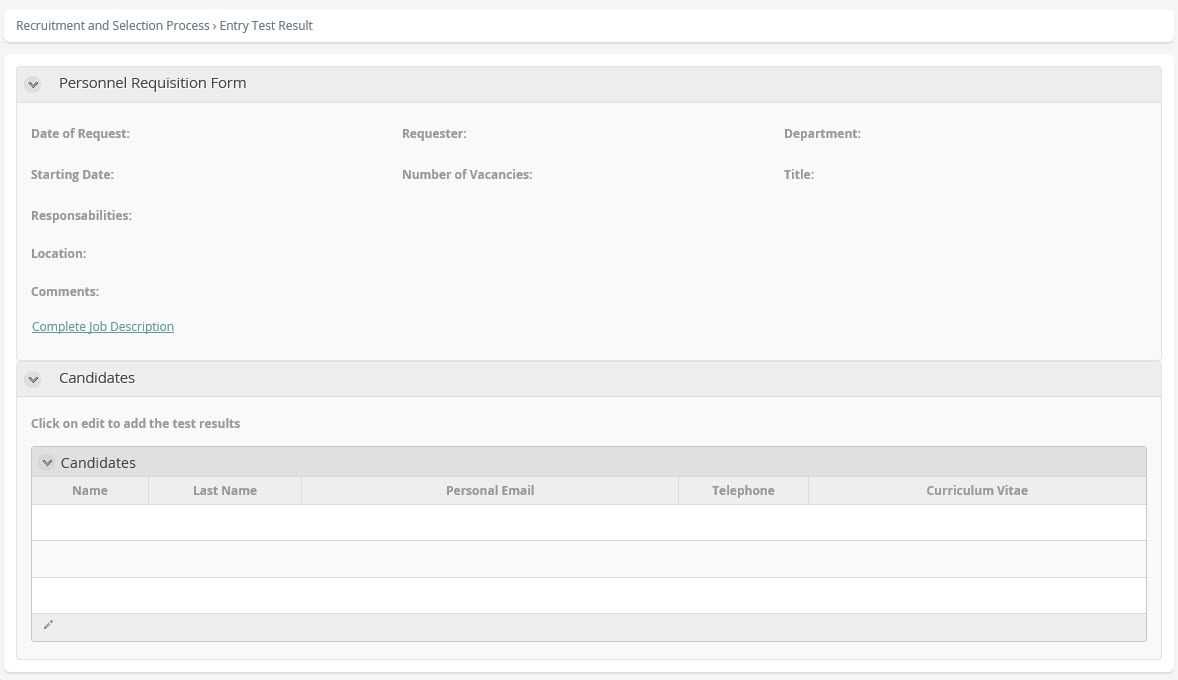 Recruitment and Selection Process › Entry Test Result
Personnel Requisition Form
Date of Request: Requester: Department:
Starting Date: Number of Vacancies: Title:
Responsabilities:
Location:
Comments:
Complete Job Description
Candidates
Click on edit to add the test results
Candidates
Name Last Name Personal Email Telephone Curriculum Vitae